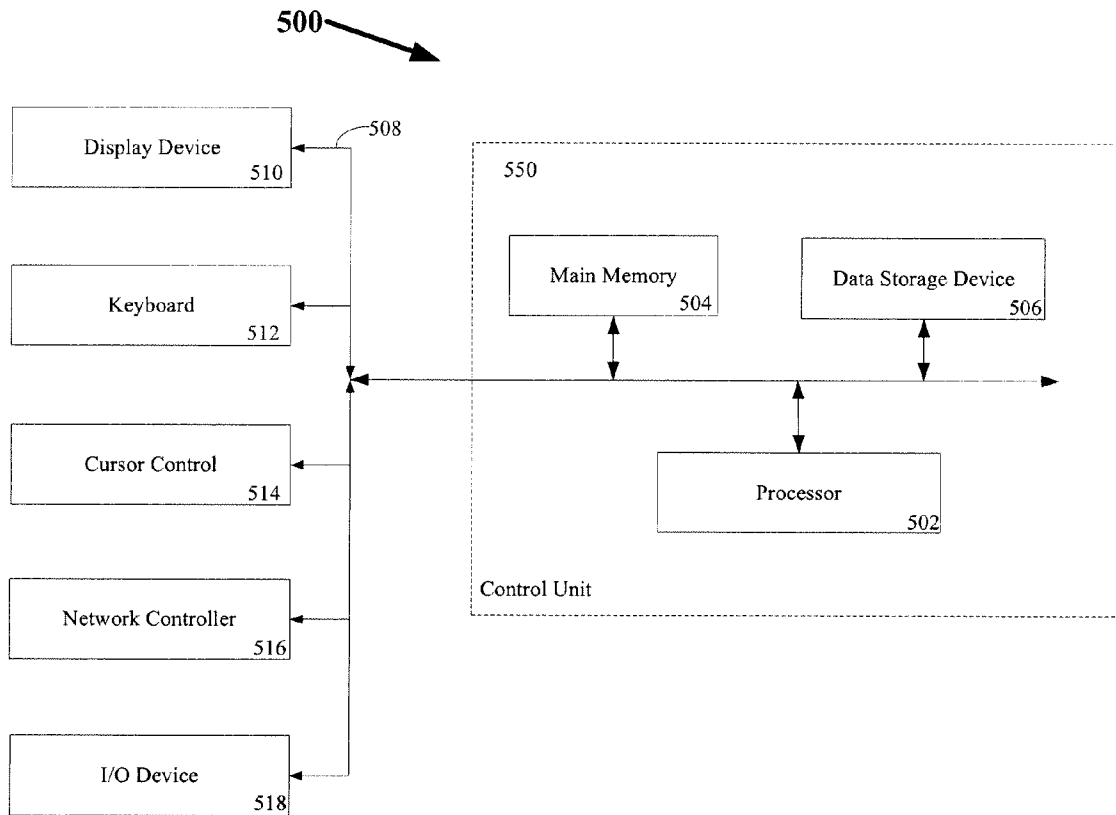 500
Display Device
510
508
Keyboard
512
Cursor Control
514
Network Controller
516
I/O Device
518
550
Main Memory
504
Data Storage Device
506
Processor
502
Control Unit